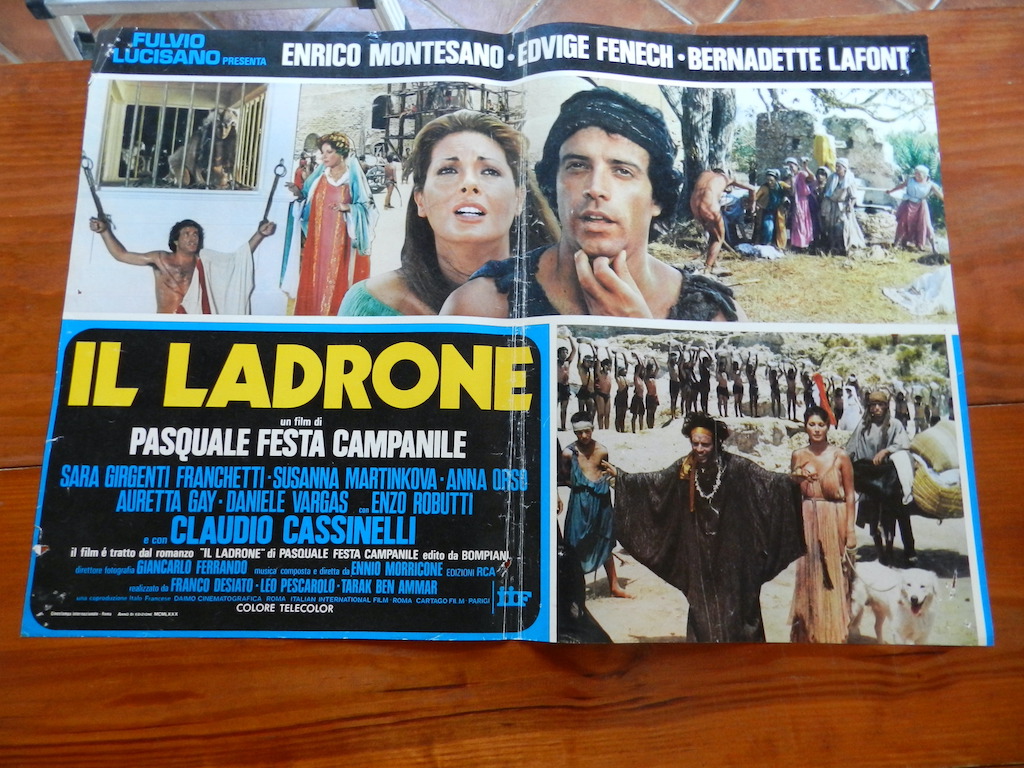 FULVIO
LUCISANO PRESENTA
ENRICO MONTESANO · EDVIGE FENECH · BERNADETTE LAFONT
IL LADRONE
un film di
PASQUALE FESTA CAMPANILE
SARA GIRGENTI FRANCHETTI · SUSANNA MARTINKOVA · ANNA ORSO
AURETTA GAY · DANIELE VARGAS con ENZO ROBUTTI
e con CLAUDIO CASSINELLI
il film é tratto dal romanzo "IL LADRONE" di PASQUALE FESTA CAMPANILE edito da BOMPIANI
direttore fotografia GIANCARLO FERRANDO musica composta e diretta da ENNIO MORRICONE EDIZIONI RCA
realizzato da FRANCO DESIATO · LEO PESCAROLO · TARAK BEN AMMAR
una coproduzione Italo Francese DAIMO CINEMATOGRAFICA ROMA ITALIAN INTERNATIONAL FILM · ROMA CARTAGO FILM · PARIGI
iif
COLORE TELECOLOR
ANNO DI EDIZIONE MCMLXXX